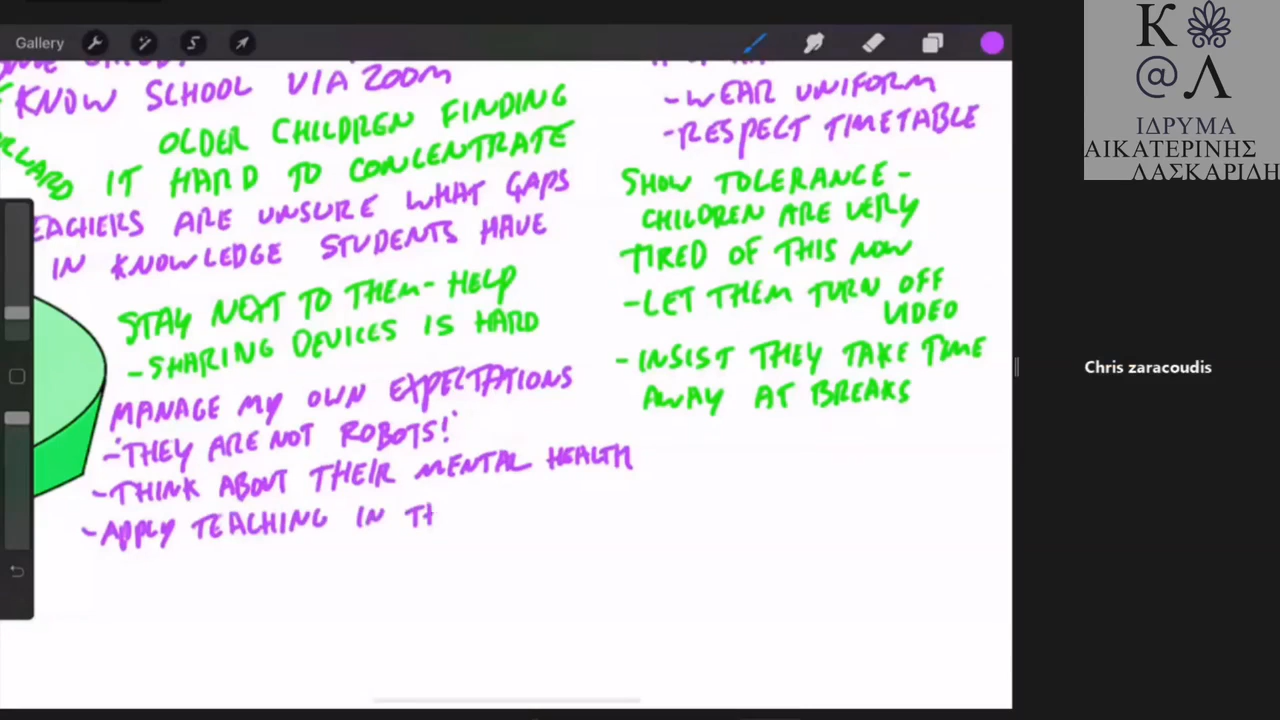 Gallery
KNOW SCHOOL VIA ZOOM
OLDER CHILDREN FINDING
IT HARD TO CONCENTRATE
EACHERS ARE UNSURE WHAT GAPS
IN KNOWLEDGE STUDENTS HAVE
STAY NEXT TO THEM - HELP
- SHARING DEVICES IS HARD
MANAGE MY OWN EXPECTATIONS
- 'THEY ARE NOT ROBOTS!'
- THINK ABOUT THEIR MENTAL HEALTH
- APPLY TEACHING IN TH
- WEAR UNIFORM
- RESPECT TIMETABLE
SHOW TOLERANCE -
CHILDREN ARE VERY
TIRED OF THIS NOW
- LET THEM TURN OFF
VIDEO
- INSIST THEY TAKE TIME
AWAY AT BREAKS
Κ
@Λ
ΙΔΡΥΜΑ
ΑΙΚΑΤΕΡΙΝΗΣ
ΛΑΣΚΑΡΙΔΗ
Chris zaracoudis